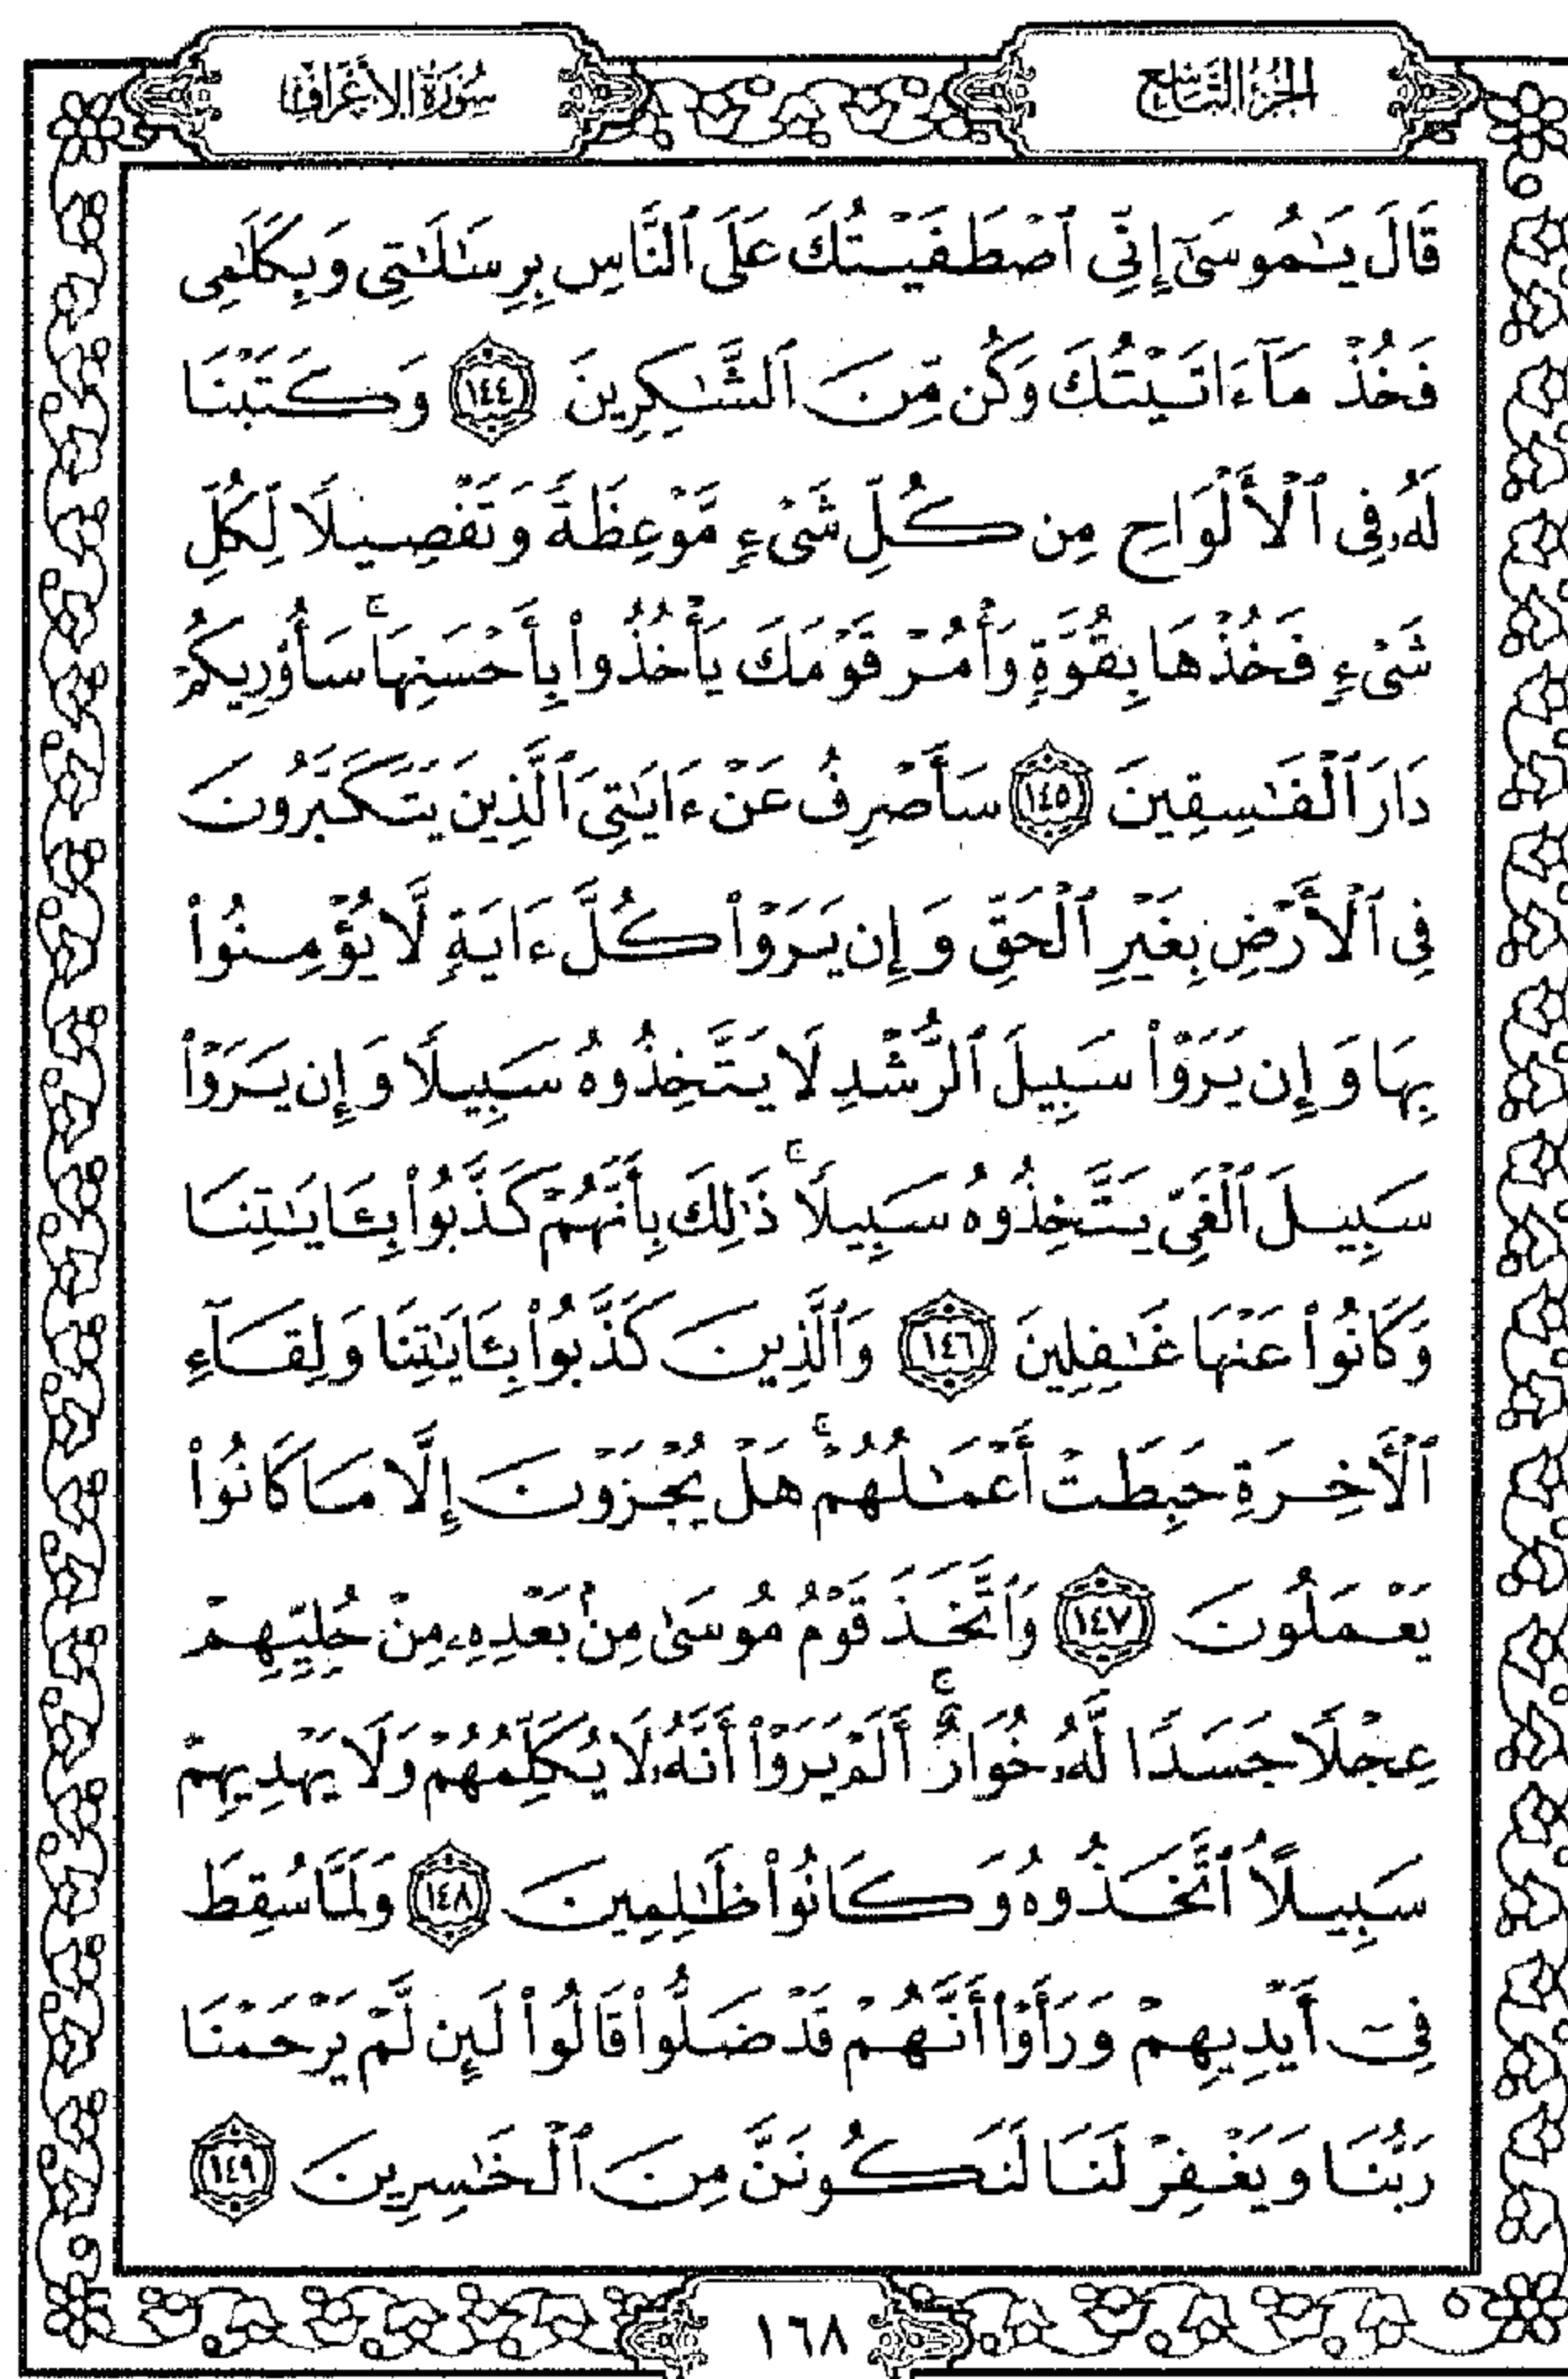 الجزء التاسع
سورة الأعراف
قَالَ يَـٰمُوسَىٰٓ إِنِّى ٱصْطَفَيْتُكَ عَلَى ٱلنَّاسِ بِرِسَـٰلَـٰتِى وَبِكَلَـٰمِى
فَخُذْ مَآ ءَاتَيْتُكَ وَكُن مِّنَ ٱلشَّـٰكِرِينَ ١٤٤ وَكَتَبْنَا
لَهُۥ فِى ٱلْأَلْوَاحِ مِن كُلِّ شَىْءٍ مَّوْعِظَةً وَتَفْصِيلًا لِّكُلِّ
شَىْءٍ فَخُذْهَا بِقُوَّةٍ وَأْمُرْ قَوْمَكَ يَأْخُذُوا۟ بِأَحْسَنِهَا ۚ سَأُو۟رِيكُمْ
دَارَ ٱلْفَـٰسِقِينَ ١٤٥ سَأَصْرِفُ عَنْ ءَايَـٰتِىَ ٱلَّذِينَ يَتَكَبَّرُونَ
فِى ٱلْأَرْضِ بِغَيْرِ ٱلْحَقِّ وَإِن يَرَوْا۟ كُلَّ ءَايَةٍ لَّا يُؤْمِنُوا۟
بِهَا وَإِن يَرَوْا۟ سَبِيلَ ٱلرُّشْدِ لَا يَتَّخِذُوهُ سَبِيلًا وَإِن يَرَوْا۟
سَبِيلَ ٱلْغَىِّ يَتَّخِذُوهُ سَبِيلًا ۚ ذَٰلِكَ بِأَنَّهُمْ كَذَّبُوا۟ بِـَٔايَـٰتِنَا
وَكَانُوا۟ عَنْهَا غَـٰفِلِينَ ١٤٦ وَٱلَّذِينَ كَذَّبُوا۟ بِـَٔايَـٰتِنَا وَلِقَآءِ
ٱلْـَٔاخِرَةِ حَبِطَتْ أَعْمَـٰلُهُمْ ۚ هَلْ يُجْزَوْنَ إِلَّا مَا كَانُوا۟
يَعْمَلُونَ ١٤٧ وَٱتَّخَذَ قَوْمُ مُوسَىٰ مِنۢ بَعْدِهِۦ مِنْ حُلِيِّهِمْ
عِجْلًا جَسَدًا لَّهُۥ خُوَارٌ ۚ أَلَمْ يَرَوْا۟ أَنَّهُۥ لَا يُكَلِّمُهُمْ وَلَا يَهْدِيهِمْ
سَبِيلًا ۘ ٱتَّخَذُوهُ وَكَانُوا۟ ظَـٰلِمِينَ ١٤٨ وَلَمَّا سُقِطَ
فِىٓ أَيْدِيهِمْ وَرَأَوْا۟ أَنَّهُمْ قَدْ ضَلُّوا۟ قَالُوا۟ لَئِن لَّمْ يَرْحَمْنَا
رَبُّنَا وَيَغْفِرْ لَنَا لَنَكُونَنَّ مِنَ ٱلْخَـٰسِرِينَ ١٤٩
١٦٨